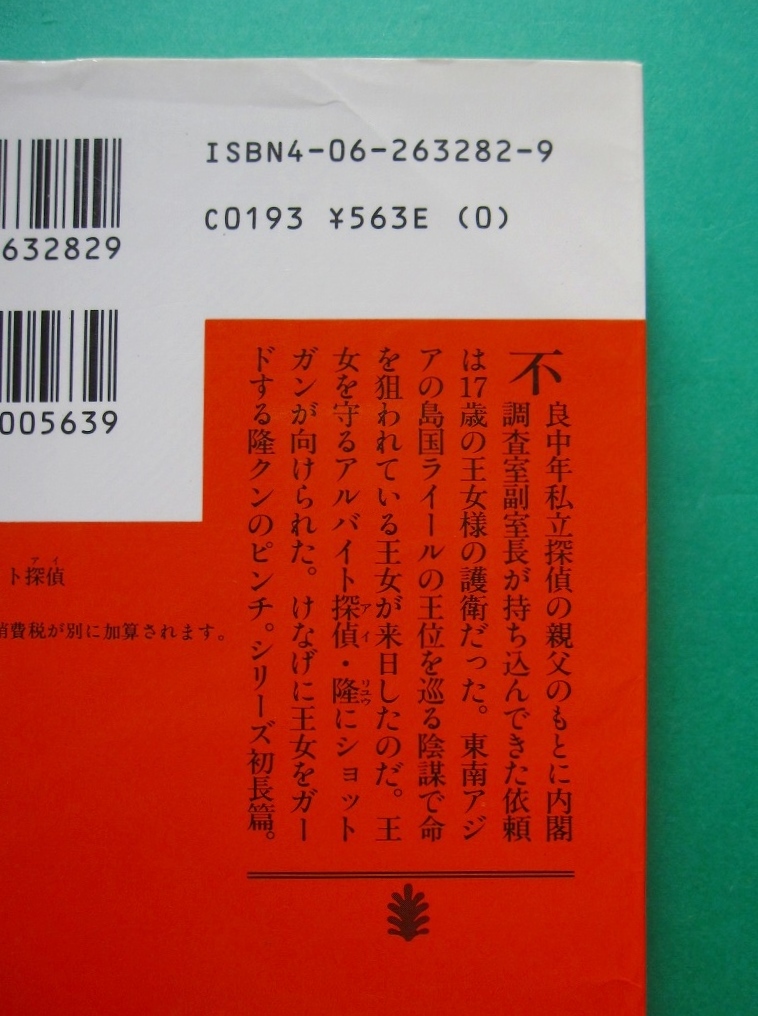 ISBN4-06-263282-9
C0193 ¥563E (0)
632829
005639
不良中年私立探偵の親父のもとに内閣
調査室副室長が持ち込んできた依頼
は17歳の王女様の護衛だった。東南アジ
アの島国ライールの王位を巡る陰謀で命
を狙われている王女が来日したのだ。王
女を守るアルバイト探偵・隆にショット
アイ
リュウ
ガンが向けられた。けなげに王女をガー
ドする隆クンのピンチ。シリーズ初長篇。
アイ
ト探偵
消費税が別に加算されます。